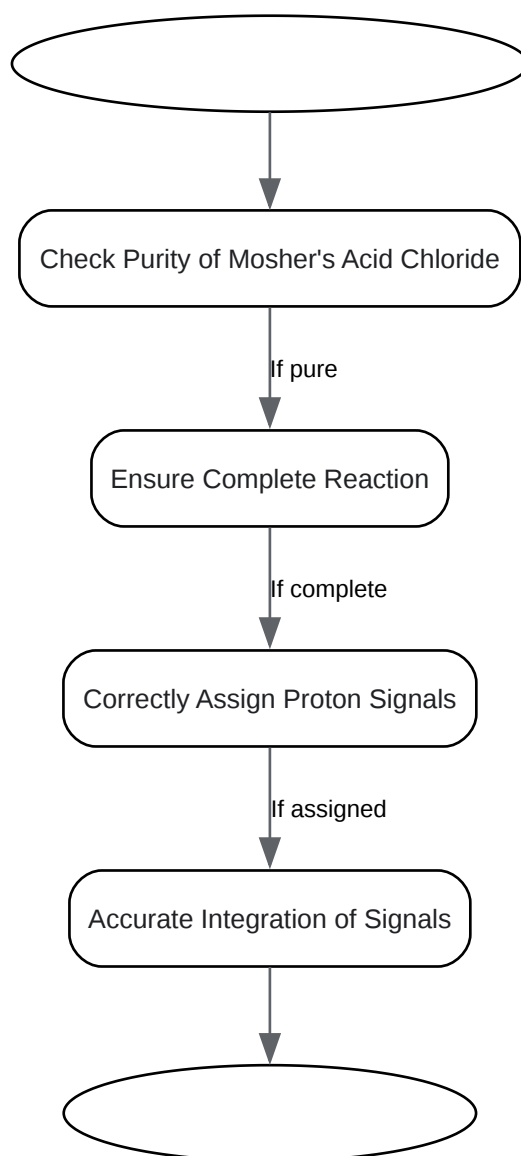 Check Purity of Mosher's Acid Chloride
If pure
Ensure Complete Reaction
If complete
Correctly Assign Proton Signals
If assigned
Accurate Integration of Signals